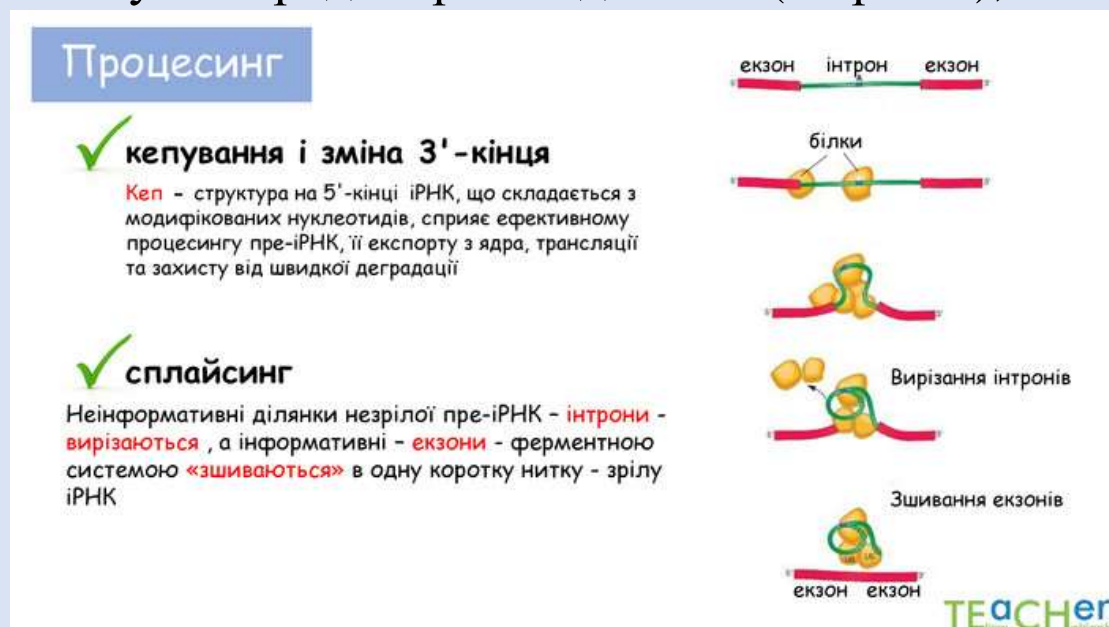 Процесинг
кепування і зміна 3'-кінця
Кеп - структура на 5'-кінці іРНК, що складається з
модифікованих нуклеотидів, сприяє ефективному
процесингу пре-іРНК, її експорту з ядра, трансляції
та захисту від швидкої деградації
сплайсинг
Неінформативні ділянки незрілої пре-іРНК – інтрони -
вирізаються , а інформативні – екзони - ферментною
системою «зшиваються» в одну коротку нитку - зрілу
іРНК
екзон інтрон екзон
білки
Вирізання інтронів
Зшивання екзонів
екзон екзон
TEaCHer